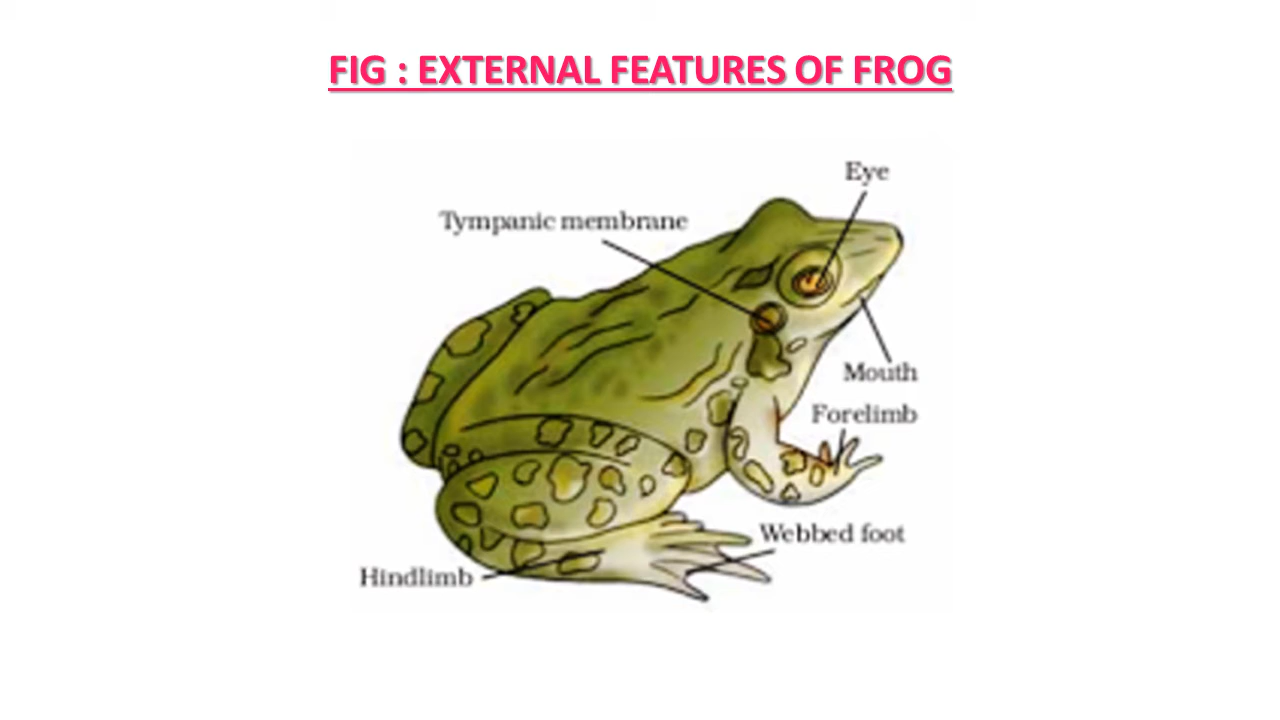 FIG : EXTERNAL FEATURES OF FROG
Eye
Tympanic membrane
Mouth
Forelimb
Webbed foot
Hindlimb